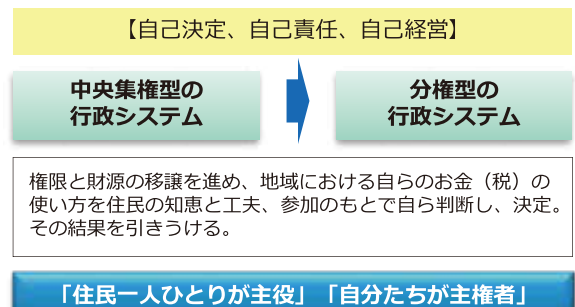 【自己決定、自己責任、自己経営】
中央集権型の
行政システム
分権型の
行政システム
権限と財源の移譲を進め、地域における自らのお金（税）の
使い方を住民の知恵と工夫、参加のもとで自ら判断し、決定。
その結果を引きうける。
「住民一人ひとりが主役」「自分たちが主権者」